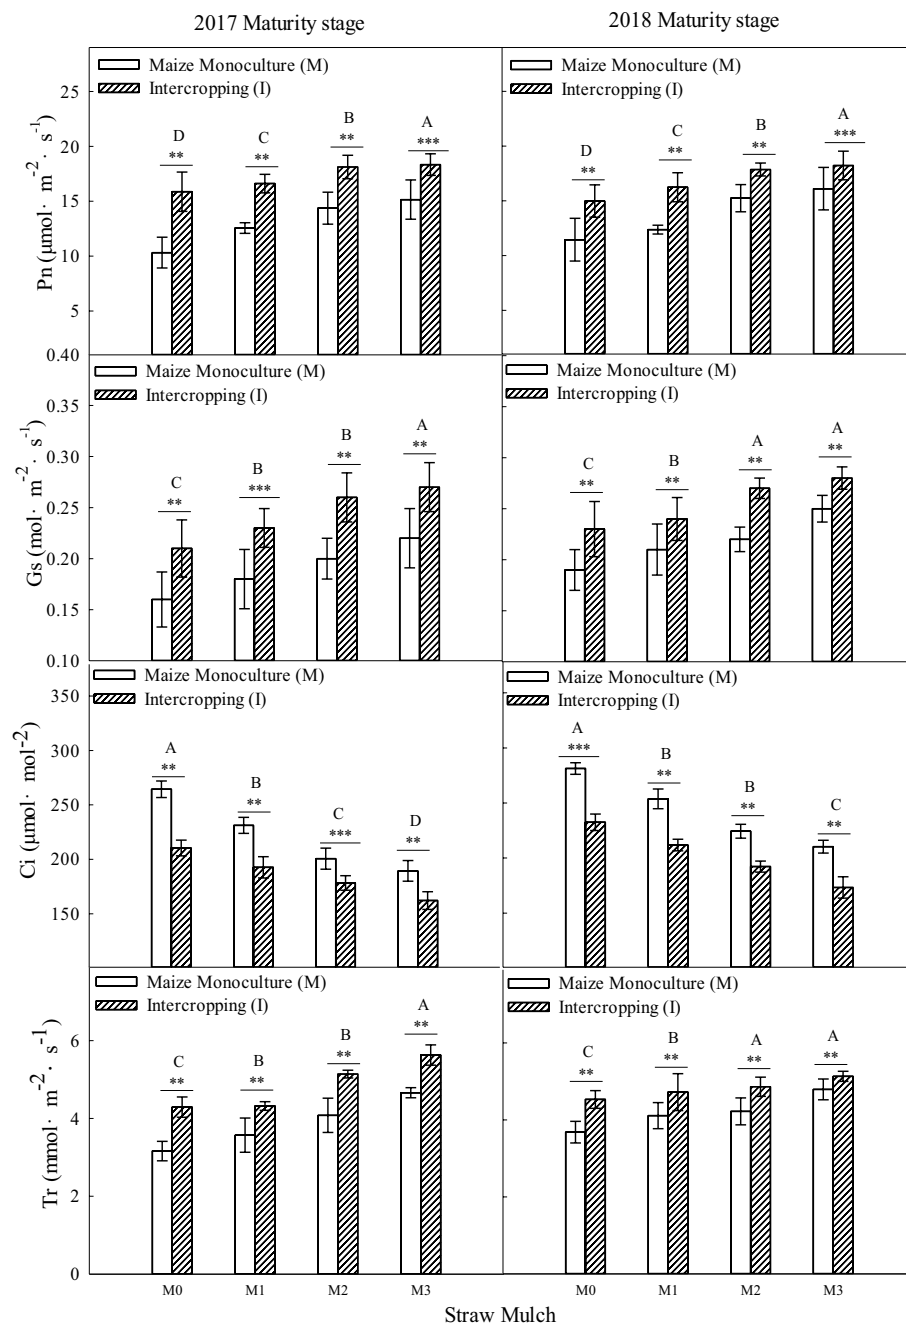 2017 Maturity stage
2018 Maturity stage
Maize Monoculture (M)
Intercropping (I)
Maize Monoculture (M)
Intercropping (I)
Pn (μmol· m-2 · s-1)
25
20
15
10
5
D
**
C
**
B
**
A
***
D
**
C
**
B
**
A
***
Maize Monoculture (M)
Intercropping (I)
Maize Monoculture (M)
Intercropping (I)
Gs (mol· m-2 · s-1)
0.40
0.35
0.30
0.25
0.20
0.15
0.10
C
**
B
***
B
**
A
**
C
**
B
**
A
**
A
**
Maize Monoculture (M)
Intercropping (I)
Maize Monoculture (M)
Intercropping (I)
Ci (μmol· mol-2)
350
300
250
200
150
A
**
B
**
C
***
D
**
A
***
B
**
B
**
C
**
Maize Monoculture (M)
Intercropping (I)
Maize Monoculture (M)
Intercropping (I)
Tr (mmol· m-2 · s-1)
6
4
2
0
C
**
B
**
B
**
A
**
C
**
B
**
A
**
A
**
M0 M1 M2 M3 M0 M1 M2 M3
Straw Mulch